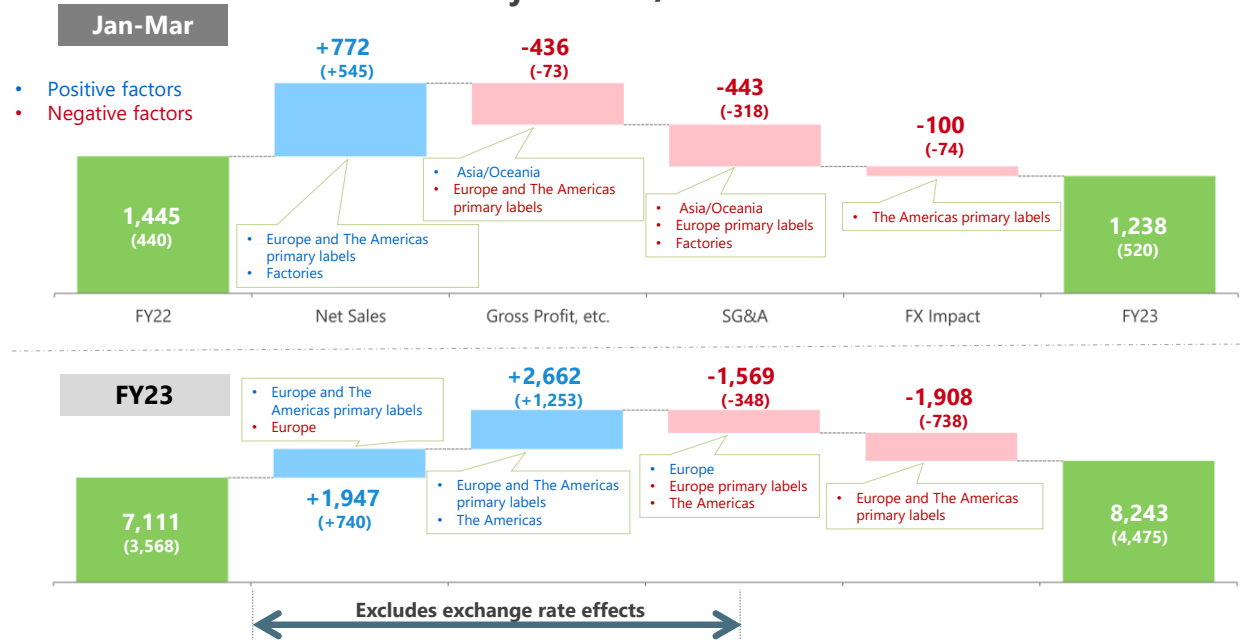 Jan-Mar
• Positive factors
• Negative factors
+772
(+545)
-436
(-73)
-443
(-318)
-100
(-74)
1,445
(440)
• Europe and The Americas
primary labels
• Factories
• Asia/Oceania
• Europe and The Americas
primary labels
• Asia/Oceania
• Europe primary labels
• Factories
• The Americas primary labels
1,238
(520)
FY22
Net Sales
Gross Profit, etc.
SG&A
FX Impact
FY23
FY23
• Europe and The
Americas primary labels
• Europe
+2,662
(+1,253)
-1,569
(-348)
-1,908
(-738)
7,111
(3,568)
+1,947
(+740)
• Europe and The Americas
primary labels
• The Americas
• Europe
• Europe primary labels
• The Americas
• Europe and The Americas
primary labels
8,243
(4,475)
Excludes exchange rate effects